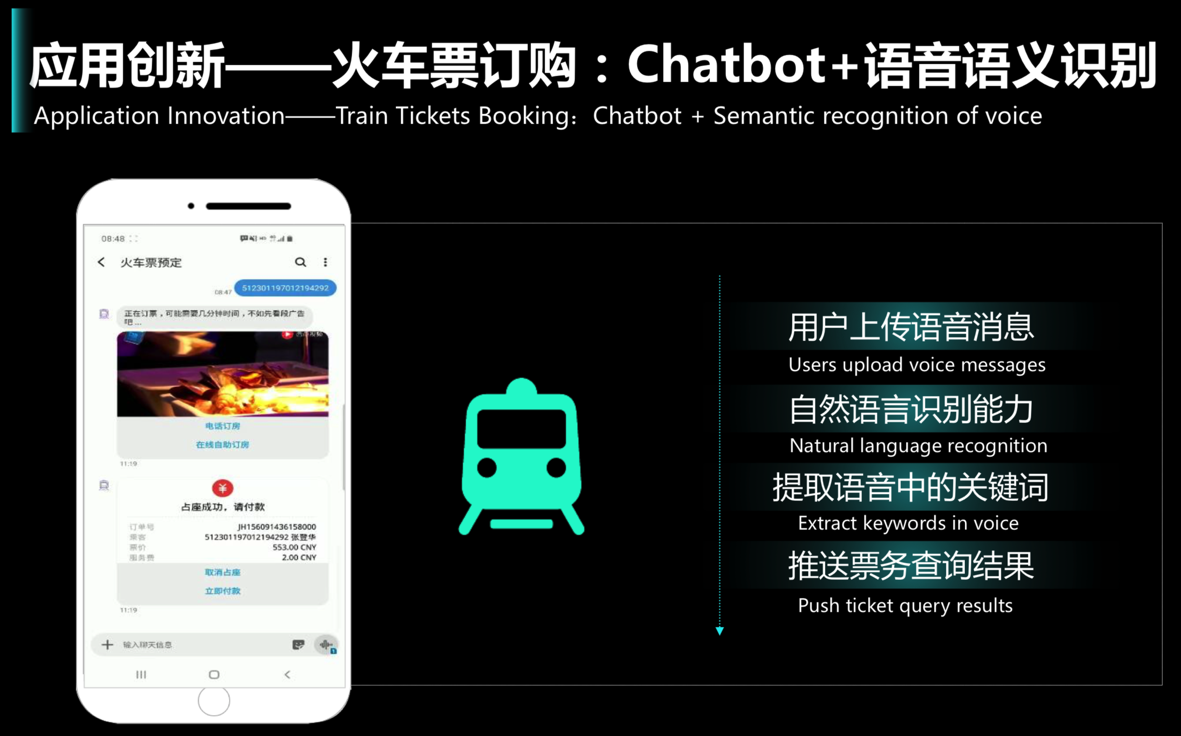 应用创新——火车票订购：Chatbot+语音语义识别
Application Innovation——Train Tickets Booking：Chatbot + Semantic recognition of voice
08:48
火车票预定
08:47 512301197012194292
正在订票，可能需要几分钟时间，不如先看段广告
吧...
电话订房
在线自助订房
11:19
¥
占座成功，请付款
订单号 JH156091436158000
乘客 512301197012194292 张登华
票价 553.00 CNY
服务费 2.00 CNY
取消占座
立即付款
11:19
输入聊天信息
用户上传语音消息
Users upload voice messages
自然语言识别能力
Natural language recognition
提取语音中的关键词
Extract keywords in voice
推送票务查询结果
Push ticket query results